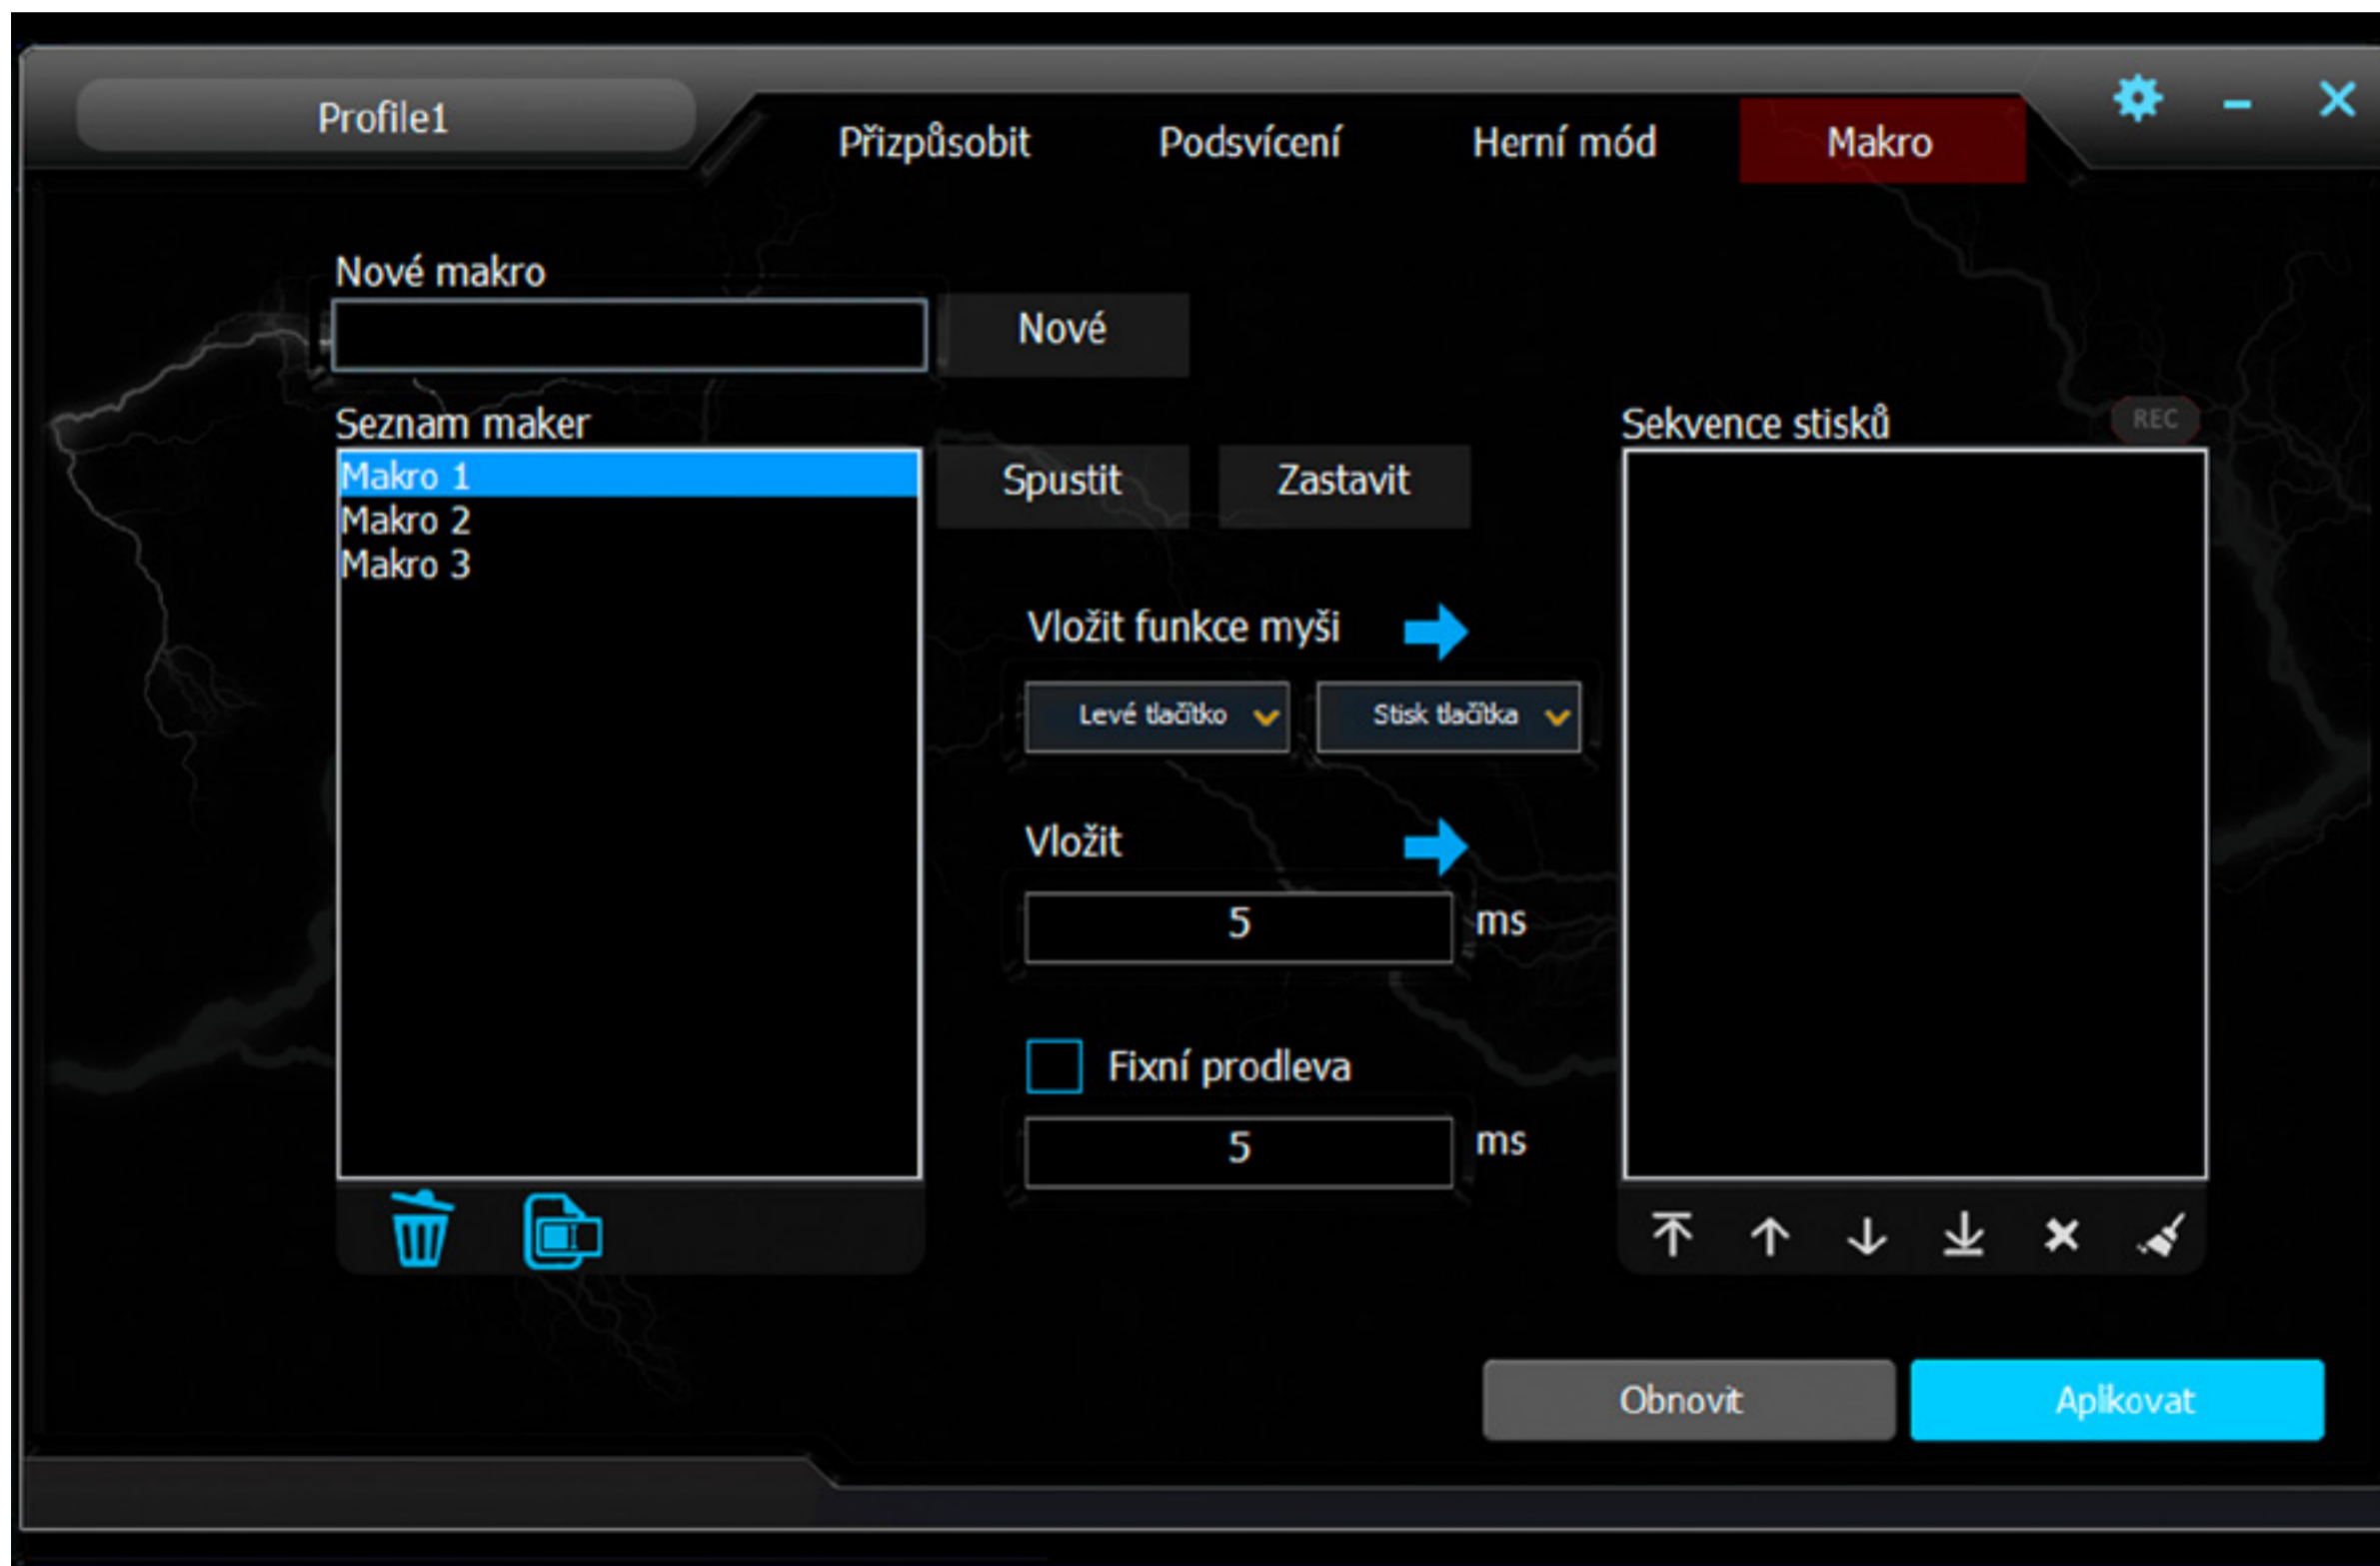 Profile1
Přizpůsobit
Podsvícení
Herní mód
Makro
Nové makro
Nové
Seznam maker
Makro 1
Makro 2
Makro 3
Spustit
Zastavit
Vložit funkce myši
Levé tlačítko
Stisk tlačítka
Vložit
5
ms
Fixní prodleva
5
ms
Sekvence stisků
REC
Obnovit
Aplikovat